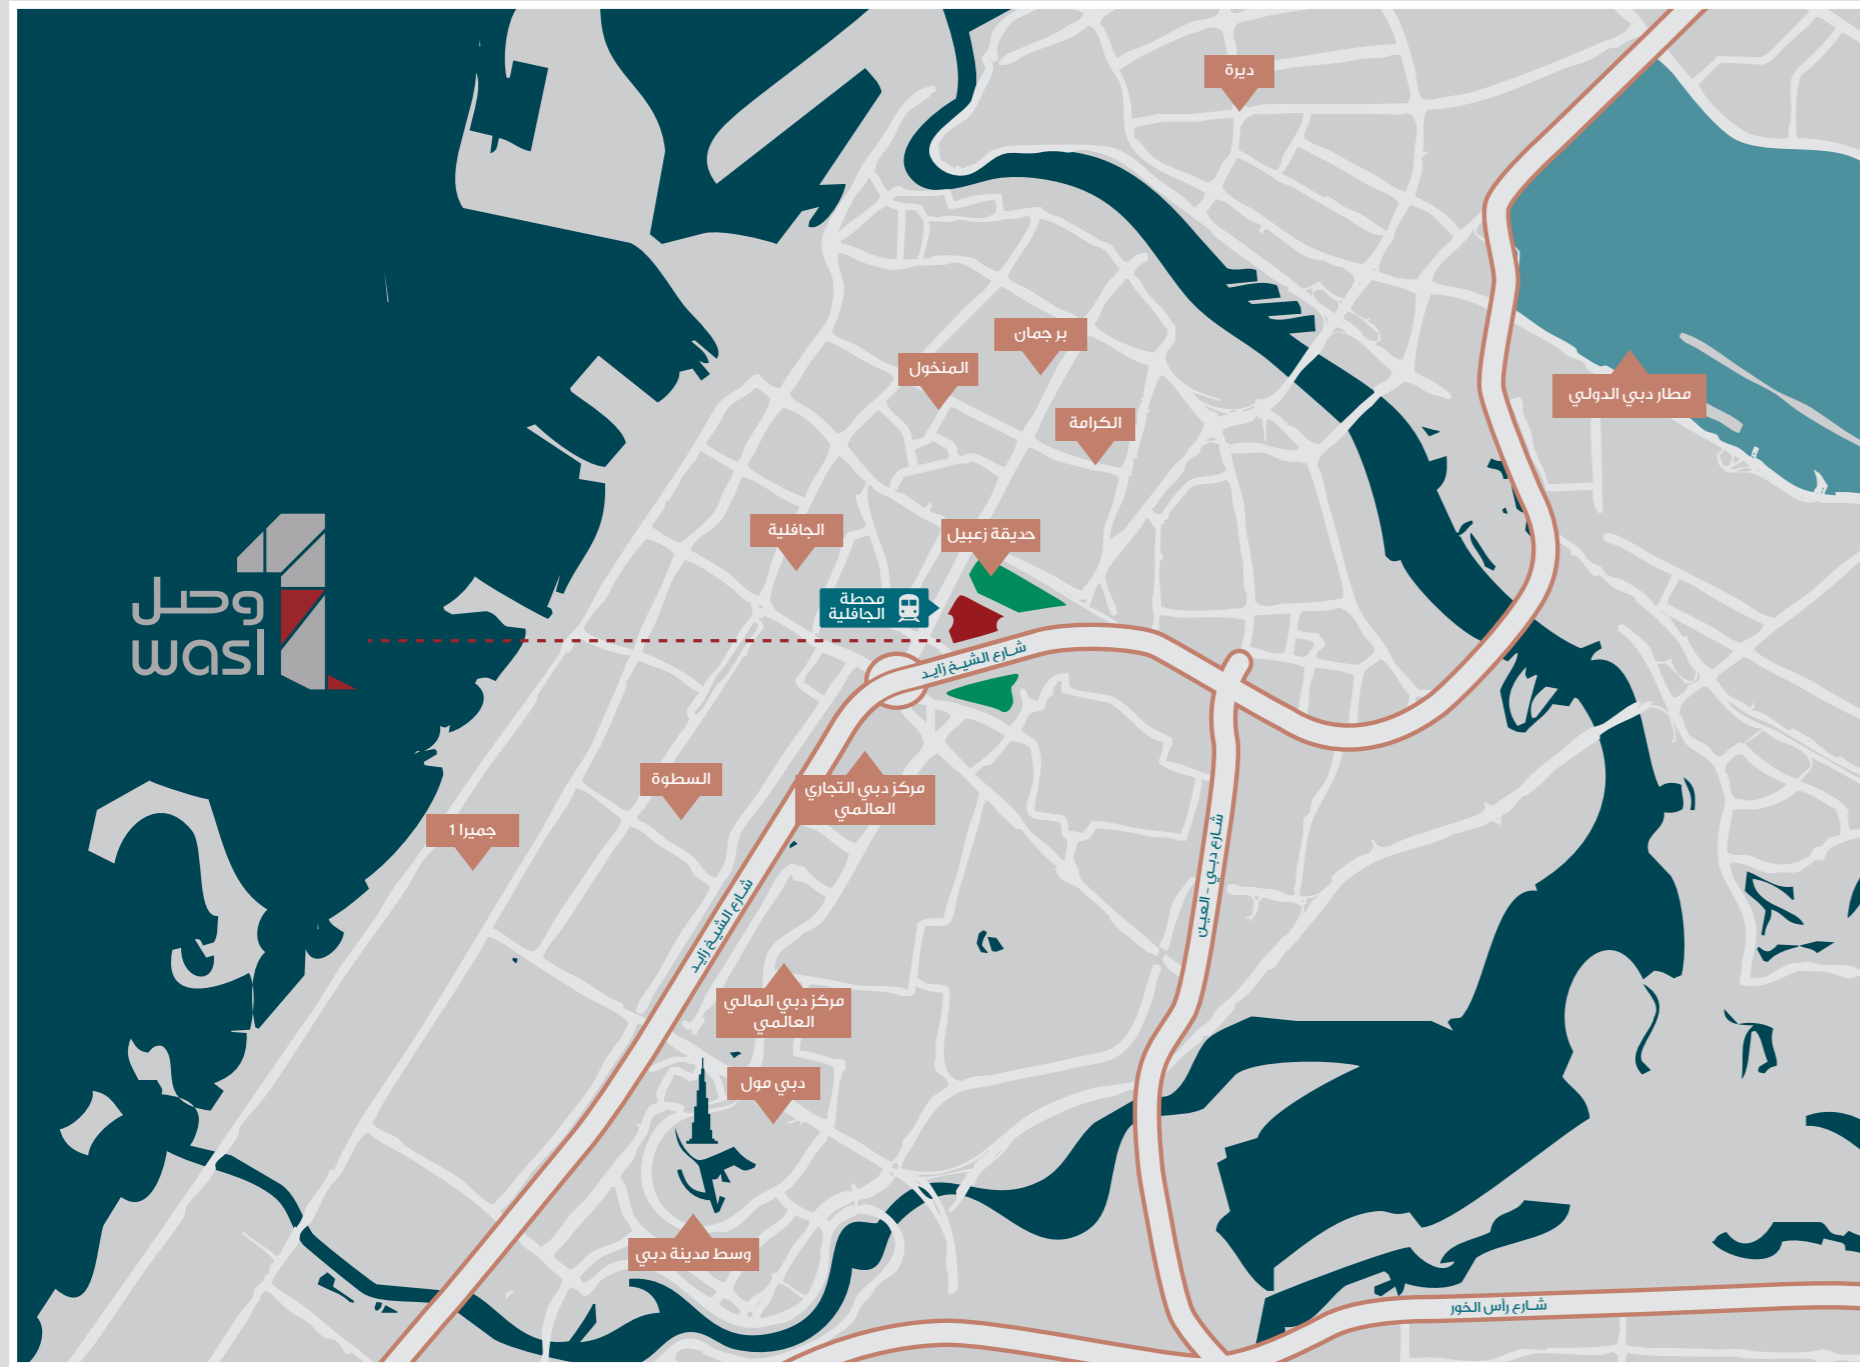 ديرة
بر جمان
المنخول
مطار دبي الدولي
الكرامة
الجافلية
حديقة زعبيل
محطة
الجافلية
وصل
wasl
شارع الشيخ زايد
السطوة
مركز دبي التجاري
العالمي
جميرا 1
شارع دبي - العين
شارع الشيخ زايد
مركز دبي المالي
العالمي
دبي مول
وسط مدينة دبي
شارع رأس الخور